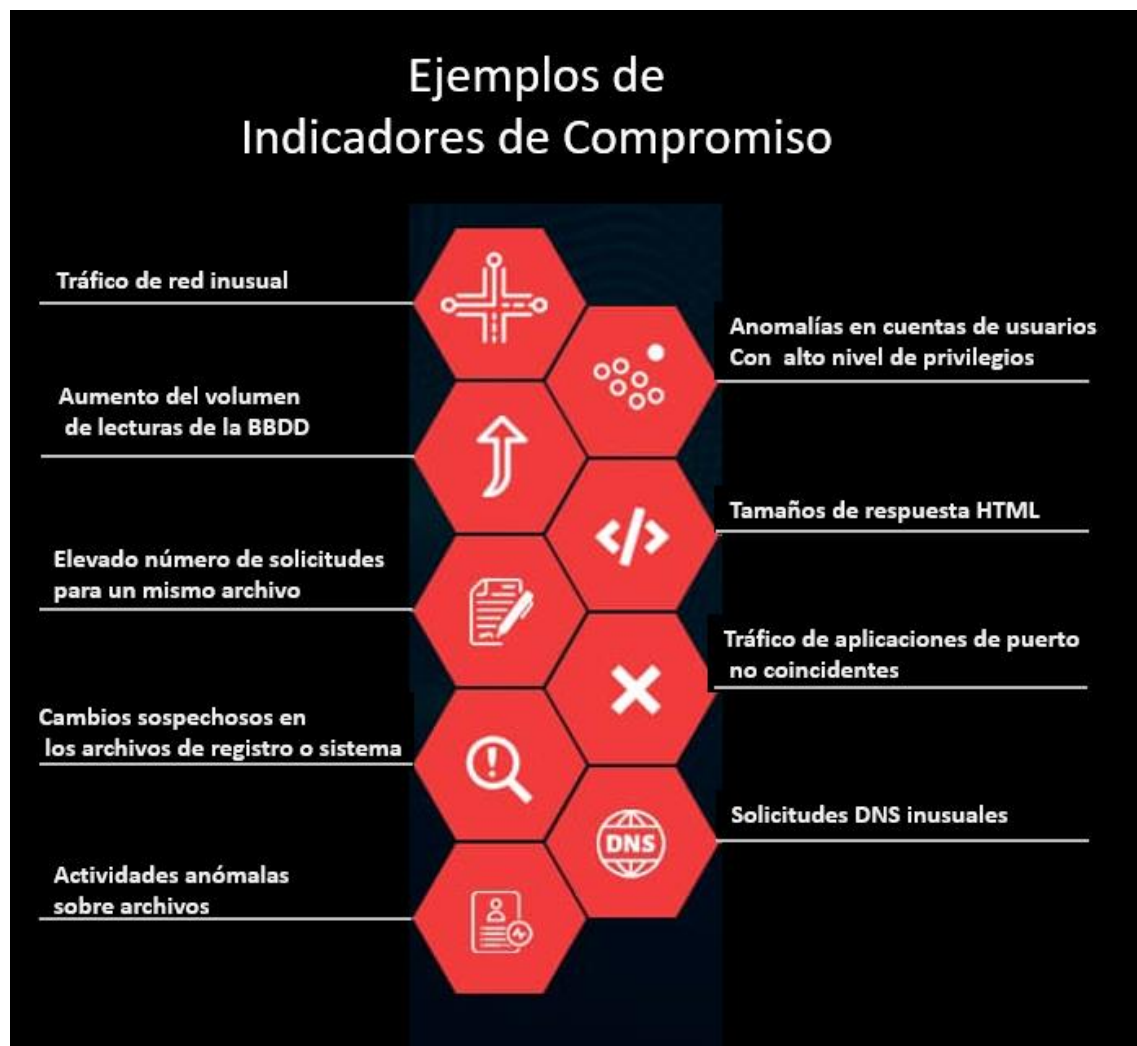 Ejemplos de
Indicadores de Compromiso
Tráfico de red inusual
Anomalías en cuentas de usuarios
Con alto nivel de privilegios
Aumento del volumen
de lecturas de la BBDD
Tamaños de respuesta HTML
Elevado número de solicitudes
para un mismo archivo
Tráfico de aplicaciones de puerto
no coincidentes
Cambios sospechosos en
los archivos de registro o sistema
Solicitudes DNS inusuales
DNS
Actividades anómalas
sobre archivos